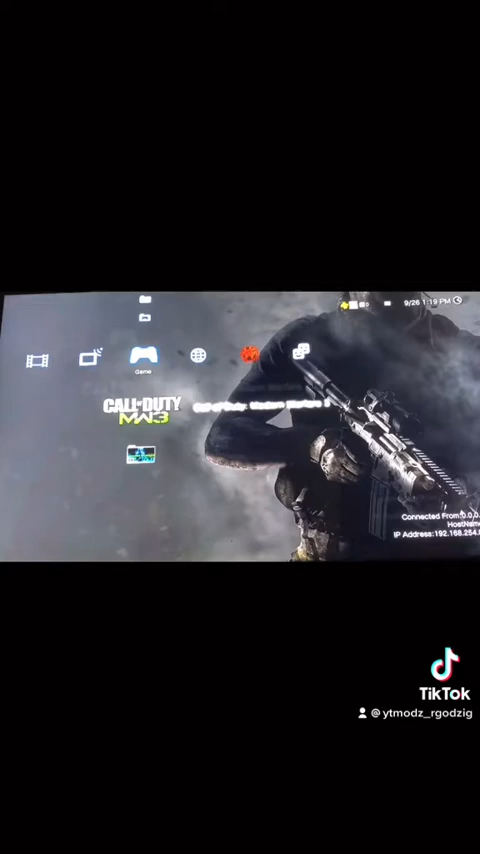 9/26 1:19 PM
Game
CALL OF DUTY
MW3
Call of Duty: Modern Warfare 3
Connected From:0.0.0.
HostName
IP Address:192.168.254.
TikTok
@ytmodz_rgodzig